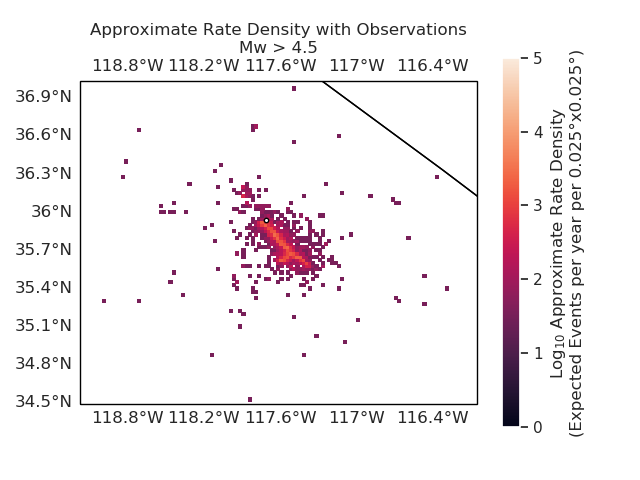 Approximate Rate Density with Observations
Mw > 4.5
118.8°W 118.2°W 117.6°W 117°W 116.4°W
36.9°N
36.6°N
36.3°N
36°N
35.7°N
35.4°N
35.1°N
34.8°N
34.5°N
118.8°W 118.2°W 117.6°W 117°W 116.4°W
5
4
3
2
1
0
Log₁₀ Approximate Rate Density
(Expected Events per year per 0.025°x0.025°)